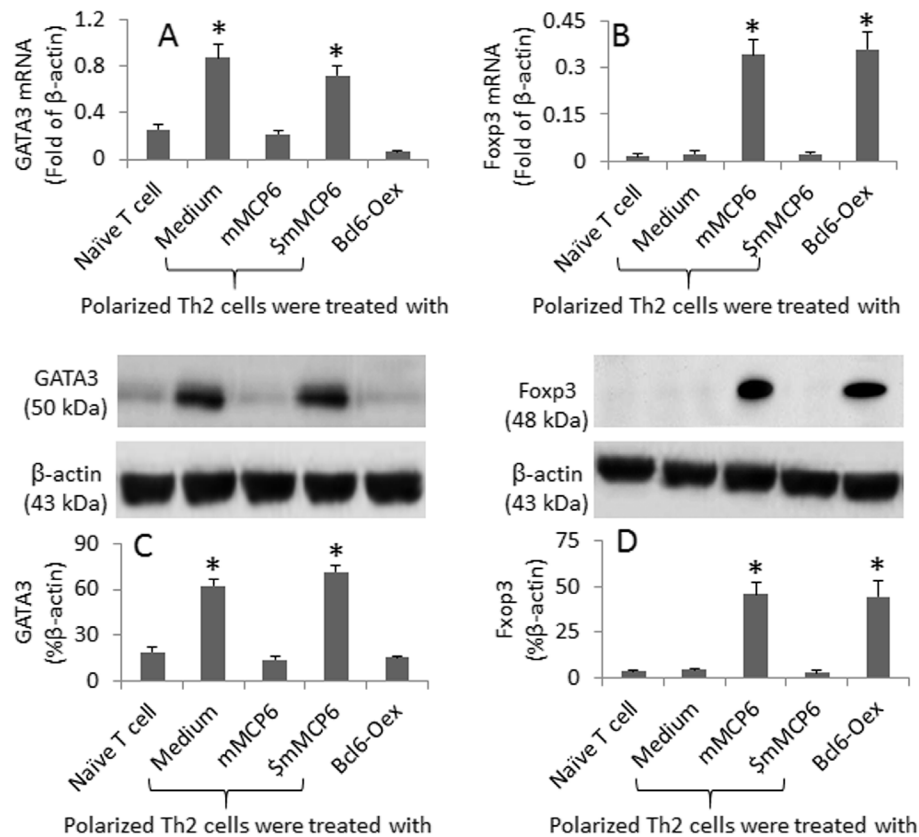 A
GATA3 mRNA
(Fold of β-actin)
1.2
0.8
0.4
0
*
*
Naïve T cell
Medium
mMCP6
$mMCP6
Bcl6-Oex
Polarized Th2 cells were treated with
B
Foxp3 mRNA
(Fold of β-actin)
0.45
0.3
0.15
0
*
*
Naïve T cell
Medium
mMCP6
$mMCP6
Bcl6-Oex
Polarized Th2 cells were treated with
GATA3
(50 kDa)
β-actin
(43 kDa)
C
GATA3
(%β-actin)
90
60
30
0
*
*
Naïve T cell
Medium
mMCP6
$mMCP6
Bcl6-Oex
Polarized Th2 cells were treated with
Foxp3
(48 kDa)
β-actin
(43 kDa)
D
Fxop3
(%β-actin)
75
50
25
0
*
*
Naïve T cell
Medium
mMCP6
$mMCP6
Bcl6-Oex
Polarized Th2 cells were treated with